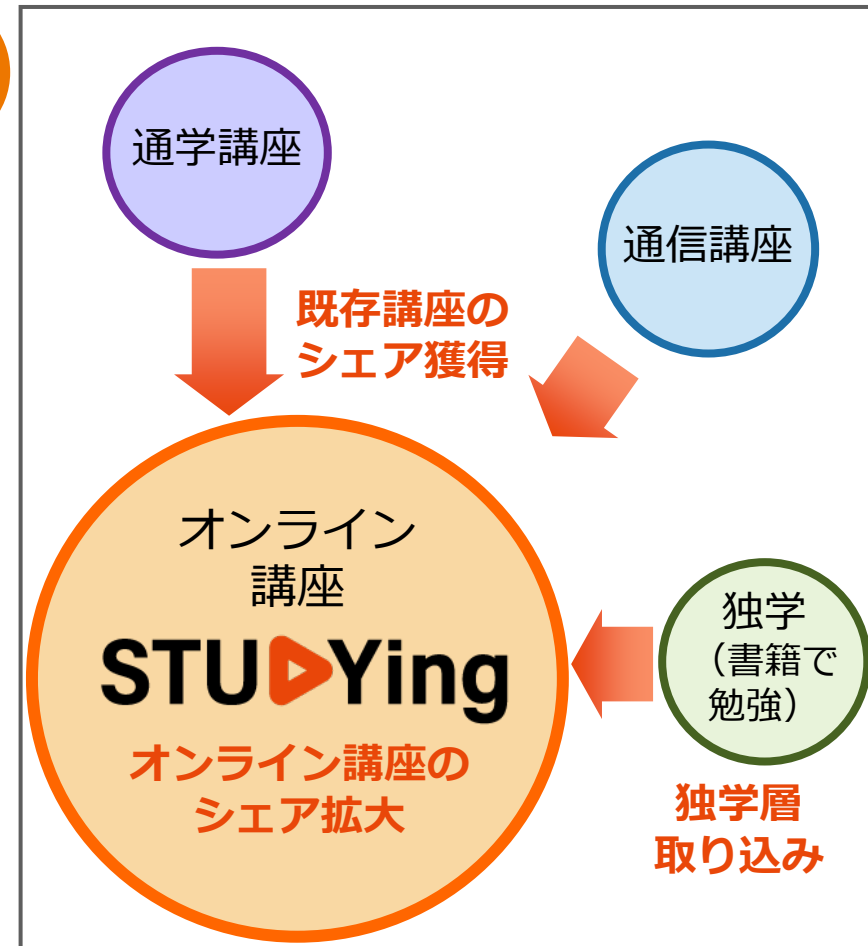 通学講座
通信講座
既存講座の
シェア獲得
オンライン
講座
STUDYing
オンライン講座の
シェア拡大
独学
（書籍で
勉強）
独学層
取り込み